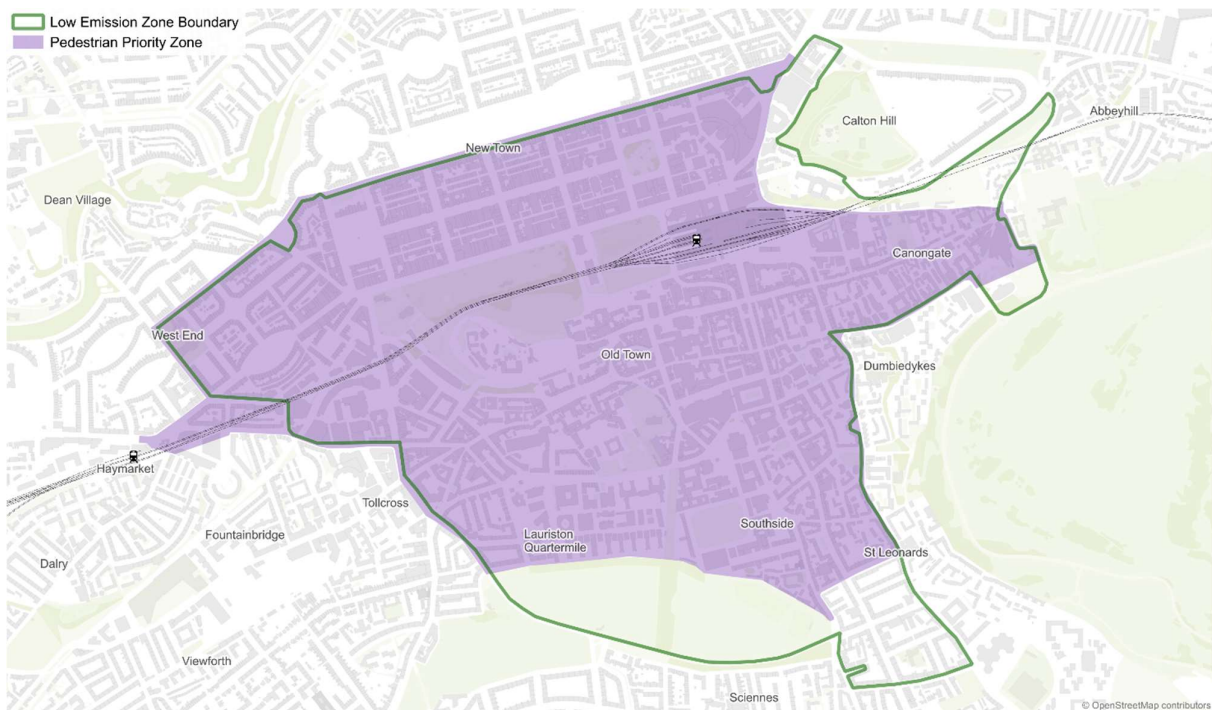 Low Emission Zone Boundary
Pedestrian Priority Zone
Abbeyhill
Calton Hill
New Town
Dean Village
Canongate
West End
Old Town
Dumbiedykes
Haymarket
Tollcross
Southside
Lauriston
Quartermile
Fountainbridge
St Leonards
Dalry
Viewforth
Sciennes
© OpenStreetMap contributors